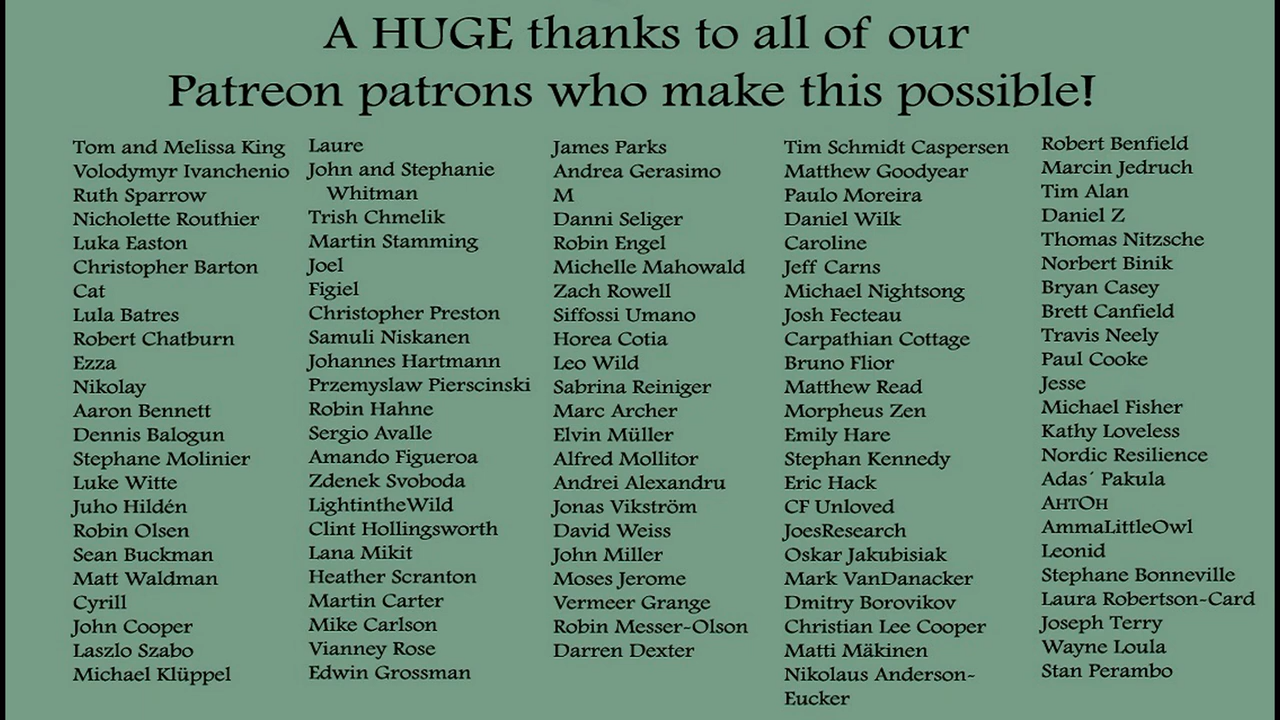 A HUGE thanks to all of our
Patreon patrons who make this possible!
Tom and Melissa King
Volodymyr Ivanchenio
Ruth Sparrow
Nicholette Routhier
Luka Easton
Christopher Barton
Cat
Lula Batres
Robert Chatburn
Ezza
Nikolay
Aaron Bennett
Dennis Balogun
Stephane Molinier
Luke Witte
Juho Hildén
Robin Olsen
Sean Buckman
Matt Waldman
Cyrill
John Cooper
Laszlo Szabo
Michael Klüppel
Laure
John and Stephanie
Whitman
Trish Chmelik
Martin Stamming
Joel
Figiel
Christopher Preston
Samuli Niskanen
Johannes Hartmann
Przemyslaw Pierscinski
Robin Hahne
Sergio Avalle
Amando Figueroa
Zdenek Svoboda
LightintheWild
Clint Hollingsworth
Lana Mikit
Heather Scranton
Martin Carter
Mike Carlson
Vianney Rose
Edwin Grossman
James Parks
Andrea Gerasimo
M
Danni Seliger
Robin Engel
Michelle Mahowald
Zach Rowell
Siffossi Umano
Horea Cotia
Leo Wild
Sabrina Reiniger
Marc Archer
Elvin Müller
Alfred Mollitor
Andrei Alexandru
Jonas Vikström
David Weiss
John Miller
Moses Jerome
Vermeer Grange
Robin Messer-Olson
Darren Dexter
Tim Schmidt Caspersen
Matthew Goodyear
Paulo Moreira
Daniel Wilk
Caroline
Jeff Carns
Michael Nightsong
Josh Fecteau
Carpathian Cottage
Bruno Flior
Matthew Read
Morpheus Zen
Emily Hare
Stephan Kennedy
Eric Hack
CF Unloved
JoesResearch
Oskar Jakubisiak
Mark VanDanacker
Dmitry Borovikov
Christian Lee Cooper
Matti Mäkinen
Nikolaus Anderson-
Eucker
Robert Benfield
Marcin Jedruch
Tim Alan
Daniel Z
Thomas Nitzsche
Norbert Binik
Bryan Casey
Brett Canfield
Travis Neely
Paul Cooke
Jesse
Michael Fisher
Kathy Loveless
Nordic Resilience
Adas´ Pakula
AHTOH
AmmaLittleOwl
Leonid
Stephane Bonneville
Laura Robertson-Card
Joseph Terry
Wayne Loula
Stan Perambo